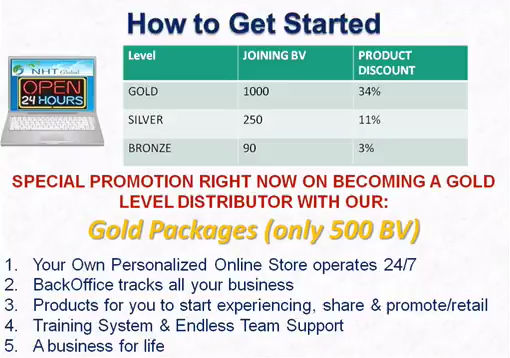 How to Get Started
NHT Global
OPEN
24 HOURS
Level JOINING BV PRODUCT DISCOUNT
GOLD 1000 34%
SILVER 250 11%
BRONZE 90 3%
SPECIAL PROMOTION RIGHT NOW ON BECOMING A GOLD
LEVEL DISTRIBUTOR WITH OUR:
Gold Packages (only 500 BV)
1. Your Own Personalized Online Store operates 24/7
2. BackOffice tracks all your business
3. Products for you to start experiencing, share & promote/retail
4. Training System & Endless Team Support
5. A business for life